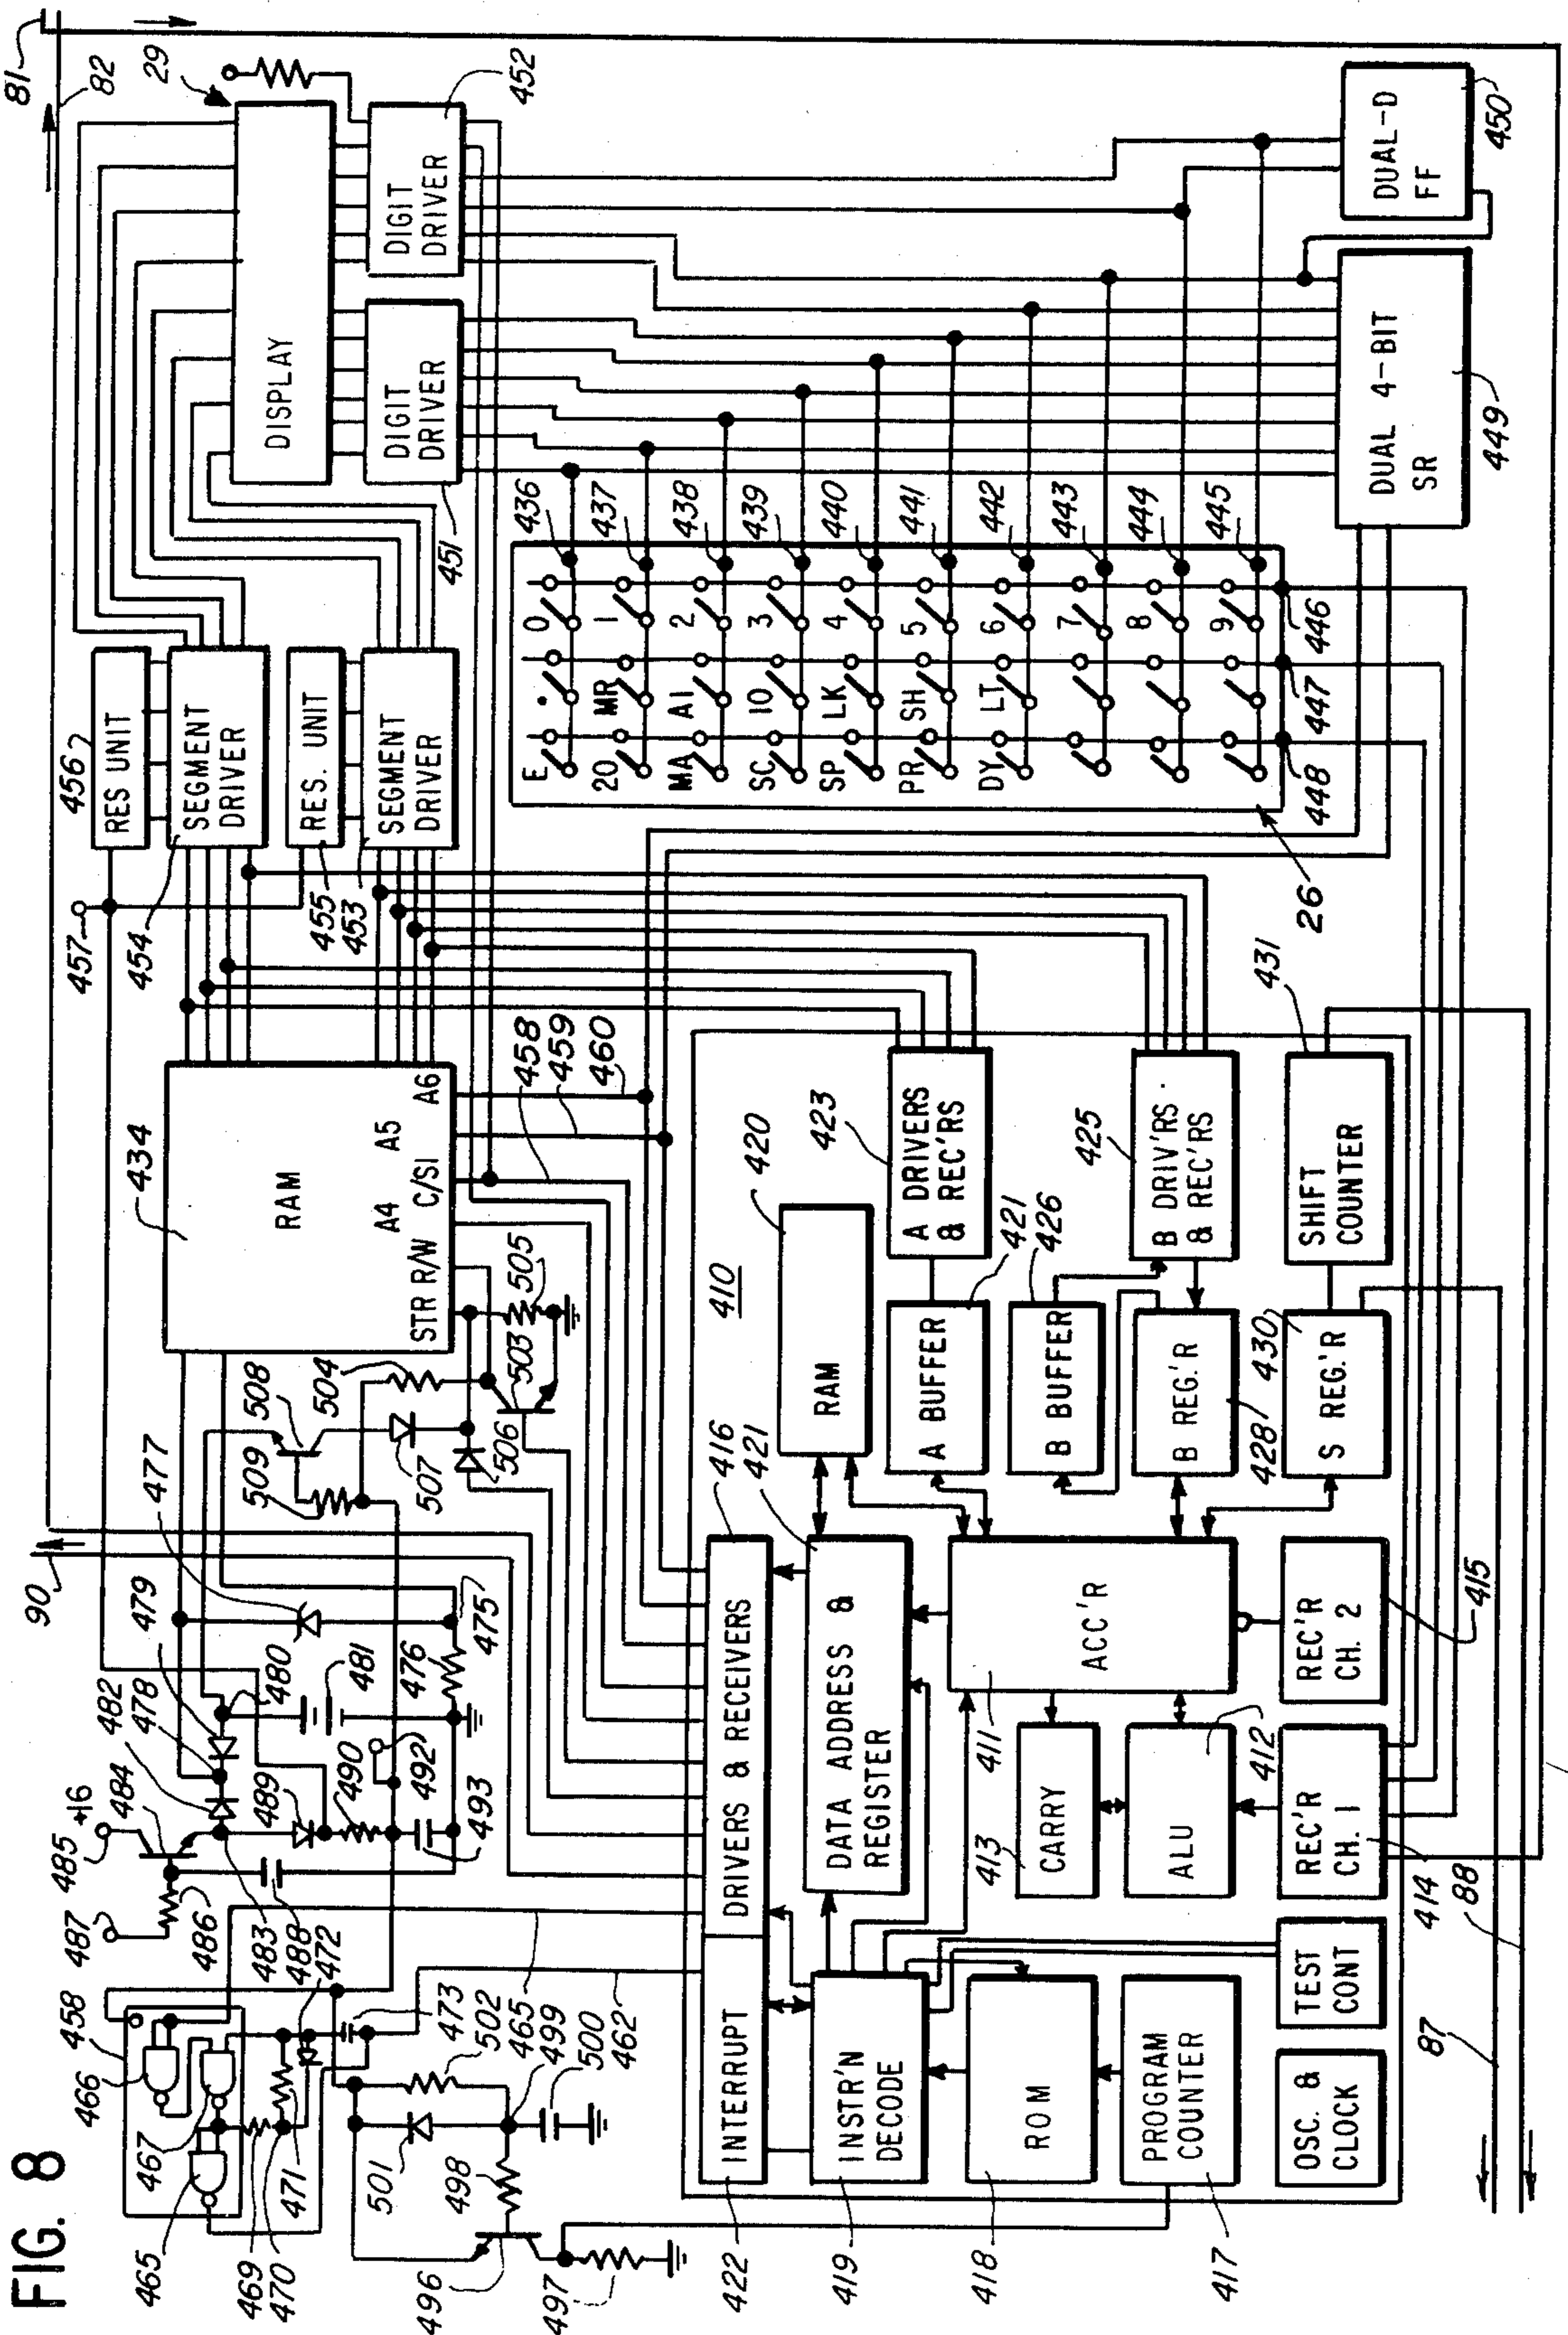 FIG. 8
81
82
29
452
DISPLAY
DIGIT
DRIVER
DIGIT
DRIVER
451
DUAL-D
FF
450
DUAL 4-BIT
SR
449
456
RES UNIT
SEGMENT
DRIVER
454
457
RES. UNIT
455
SEGMENT
DRIVER
453
436
437
438
439
440
441
442
443
444
445
446
447
448
E . 0
20 MR 1
MA A1 2
SC 10 3
SP LK 4
PR SH 5
DY LT 6
7
8
9
26
434
RAM
STR R/W A4 C/S1 A5 A6
458
459
460
505
503
504
508
509
507
506
477
90
479
480
481
482
478
476
475
+16
485
484
489
490
492
493
487
486
483
488
472
458
466
467
465
469
470
471
473
502
465
499
500
462
501
498
496
497
410
INTERRUPT
422
DRIVERS & RECEIVERS
416
421
DATA ADDRESS &
REGISTER
RAM
420
A DRIVERS
& REC'RS
423
A BUFFER
421
B BUFFER
426
B DRIV'RS
& REC'RS
425
B REG.'R
428
S REG.'R
430
SHIFT
COUNTER
431
ACC'R
411
CARRY
413
ALU
412
REC'R
CH. 1
414
REC'R
CH. 2
415
INSTR'N
DECODE
419
ROM
418
PROGRAM
COUNTER
417
TEST
CONT
OSC. &
CLOCK
87
88